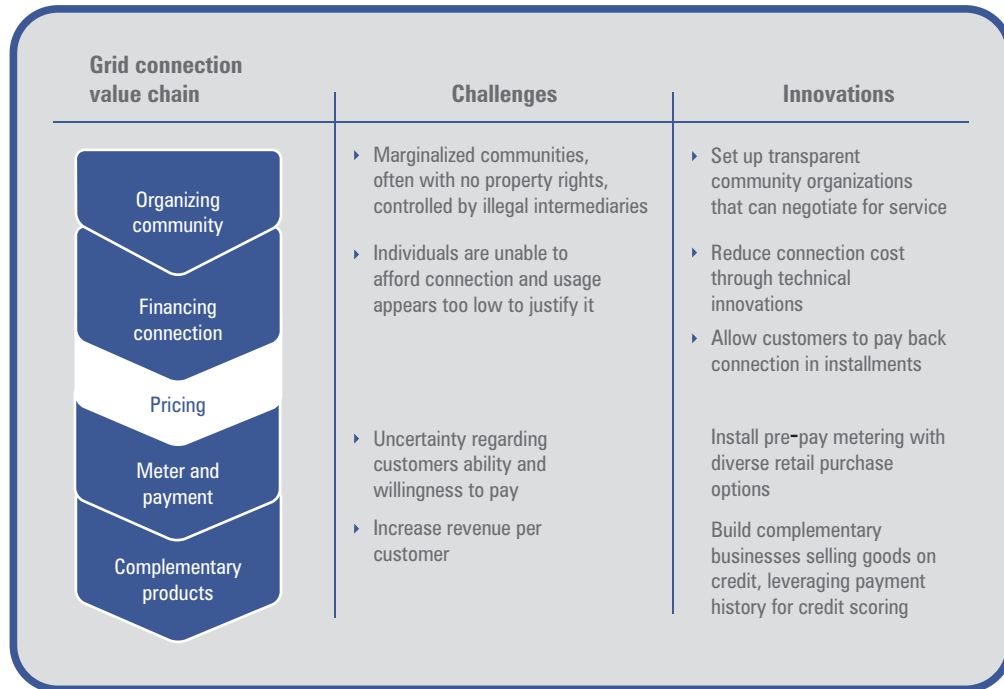 Grid connection
value chain
Challenges
Innovations
Organizing
community
‣ Marginalized communities,
often with no property rights,
controlled by illegal intermediaries
‣ Set up transparent
community organizations
that can negotiate for service
Financing
connection
‣ Individuals are unable to
afford connection and usage
appears too low to justify it
‣ Reduce connection cost
through technical
innovations
‣ Allow customers to pay back
connection in installments
Pricing
Meter and
payment
‣ Uncertainty regarding
customers ability and
willingness to pay
Install pre-pay metering with
diverse retail purchase
options
Complementary
products
‣ Increase revenue per
customer
Build complementary
businesses selling goods on
credit, leveraging payment
history for credit scoring